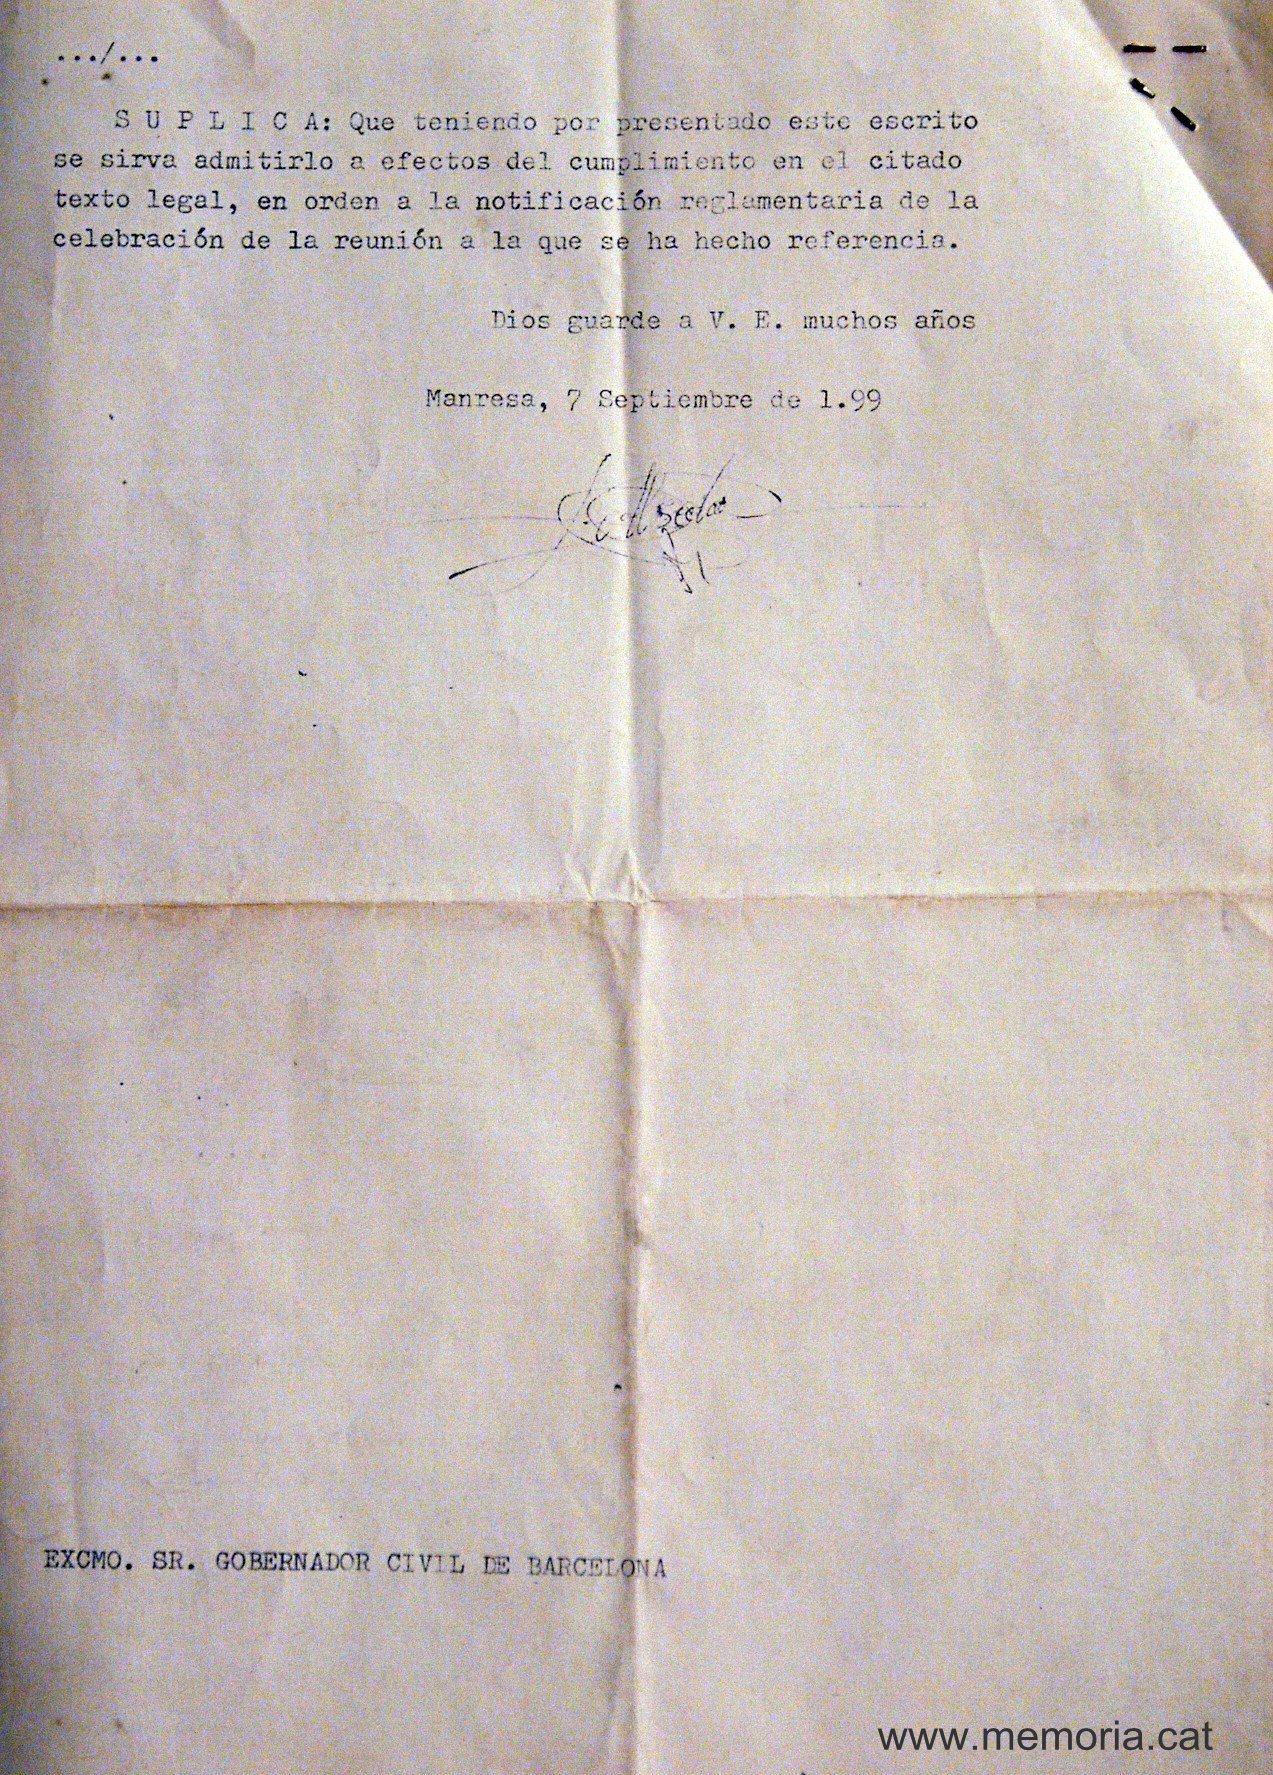 .../...
S U P L I C A: Que teniendo por presentado este escrito
se sirva admitirlo a efectos del cumplimiento en el citado
texto legal, en orden a la notificación reglamentaria de la
celebración de la reunión a la que se ha hecho referencia.
Dios guarde a V. E. muchos años
Manresa, 7 Septiembre de 1.99
EXCMO. SR. GOBERNADOR CIVIL DE BARCELONA
www.memoria.cat